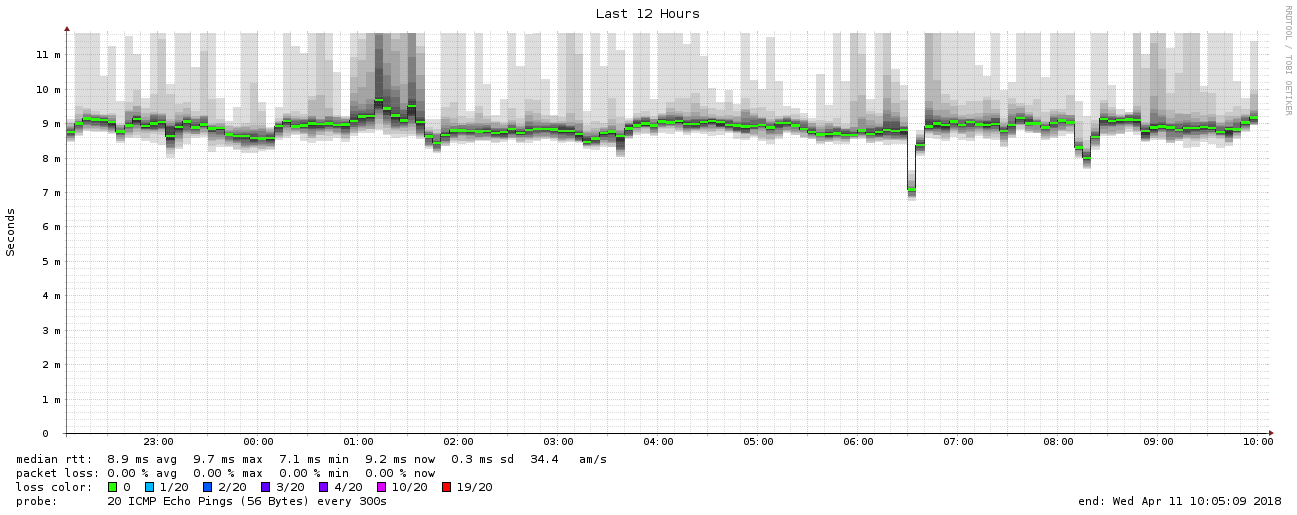 Last 12 Hours
RRDTOOL / TOBI OETIKER
Seconds
11 m
10 m
9 m
8 m
7 m
6 m
5 m
4 m
3 m
2 m
1 m
0
23:00 00:00 01:00 02:00 03:00 04:00 05:00 06:00 07:00 08:00 09:00 10:00
median rtt: 8.9 ms avg 9.7 ms max 7.1 ms min 9.2 ms now 0.3 ms sd 34.4 am/s
packet loss: 0.00 % avg 0.00 % max 0.00 % min 0.00 % now
loss color: 0 1/20 2/20 3/20 4/20 10/20 19/20
probe: 20 ICMP Echo Pings (56 Bytes) every 300s end: Wed Apr 11 10:05:09 2018